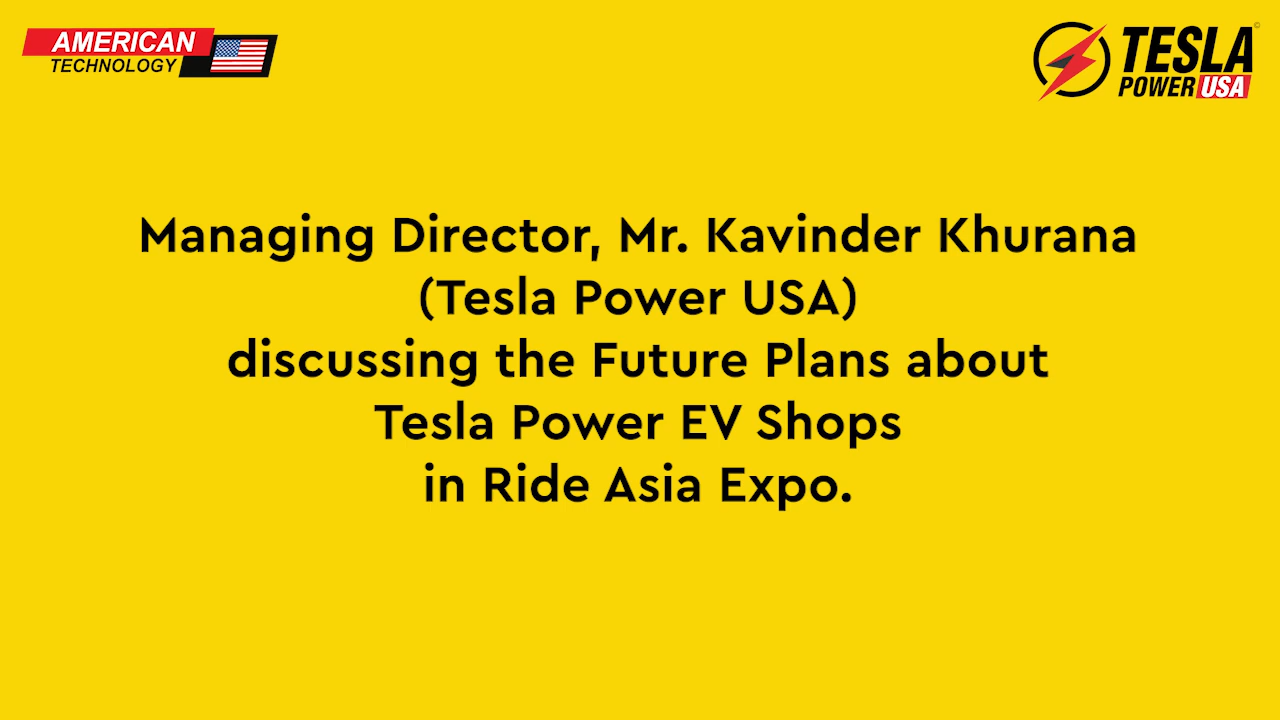 AMERICAN
TECHNOLOGY
TESLA
POWER USA
©
Managing Director, Mr. Kavinder Khurana
(Tesla Power USA)
discussing the Future Plans about
Tesla Power EV Shops
in Ride Asia Expo.